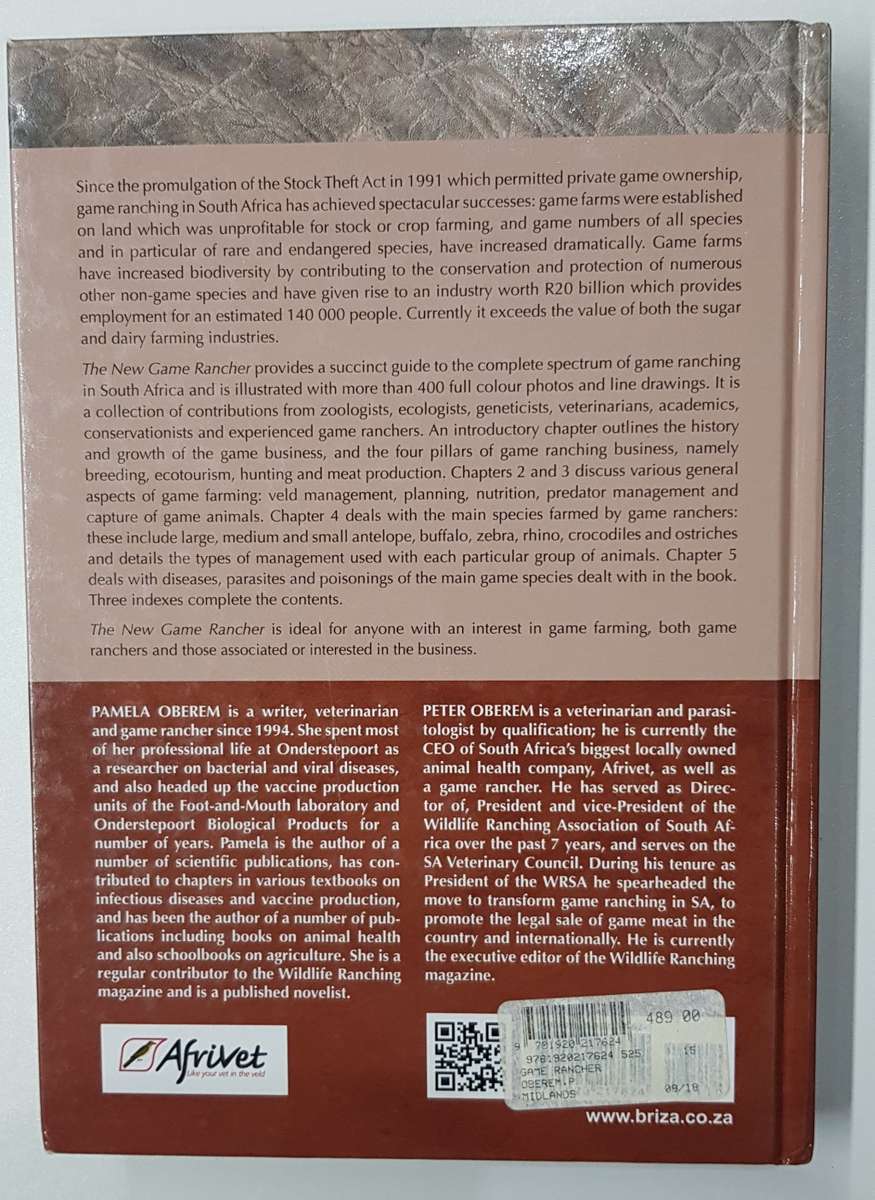 Since the promulgation of the Stock Theft Act in 1991 which permitted private game ownership,
game ranching in South Africa has achieved spectacular successes: game farms were established
on land which was unprofitable for stock or crop farming, and game numbers of all species
and in particular of rare and endangered species, have increased dramatically. Game farms
have increased biodiversity by contributing to the conservation and protection of numerous
other non-game species and have given rise to an industry worth R20 billion which provides
employment for an estimated 140 000 people. Currently it exceeds the value of both the sugar
and dairy farming industries.
The New Game Rancher provides a succinct guide to the complete spectrum of game ranching
in South Africa and is illustrated with more than 400 full colour photos and line drawings. It is
a collection of contributions from zoologists, ecologists, geneticists, veterinarians, academics,
conservationists and experienced game ranchers. An introductory chapter outlines the history
and growth of the game business, and the four pillars of game ranching business, namely
breeding, ecotourism, hunting and meat production. Chapters 2 and 3 discuss various general
aspects of game farming: veld management, planning, nutrition, predator management and
capture of game animals. Chapter 4 deals with the main species farmed by game ranchers:
these include large, medium and small antelope, buffalo, zebra, rhino, crocodiles and ostriches
and details the types of management used with each particular group of animals. Chapter 5
deals with diseases, parasites and poisonings of the main game species dealt with in the book.
Three indexes complete the contents.
The New Game Rancher is ideal for anyone with an interest in game farming, both game
ranchers and those associated or interested in the business.
PAMELA OBEREM is a writer, veterinarian
and game rancher since 1994. She spent most
of her professional life at Onderstepoort as
a researcher on bacterial and viral diseases,
and also headed up the vaccine production
units of the Foot-and-Mouth laboratory and
Onderstepoort Biological Products for a
number of years. Pamela is the author of a
number of scientific publications, has con-
tributed to chapters in various textbooks on
infectious diseases and vaccine production,
and has been the author of a number of pub-
lications including books on animal health
and also schoolbooks on agriculture. She is a
regular contributor to the Wildlife Ranching
magazine and is a published novelist.
PETER OBEREM is a veterinarian and parasi-
tologist by qualification; he is currently the
CEO of South Africa's biggest locally owned
animal health company, Afrivet, as well as
a game rancher. He has served as Direc-
tor of, President and vice-President of the
Wildlife Ranching Association of South Af-
rica over the past 7 years, and serves on the
SA Veterinary Council. During his tenure as
President of the WRSA he spearheaded the
move to transform game ranching in SA, to
promote the legal sale of game meat in the
country and internationally. He is currently
the executive editor of the Wildlife Ranching
magazine.
Afrivet
Like your vet in the veld
489.00
9 781920 217624
9781920217624 525
15
GAME RANCHER
OBEREM.P
MIDLANDS
09/18
www.briza.co.za